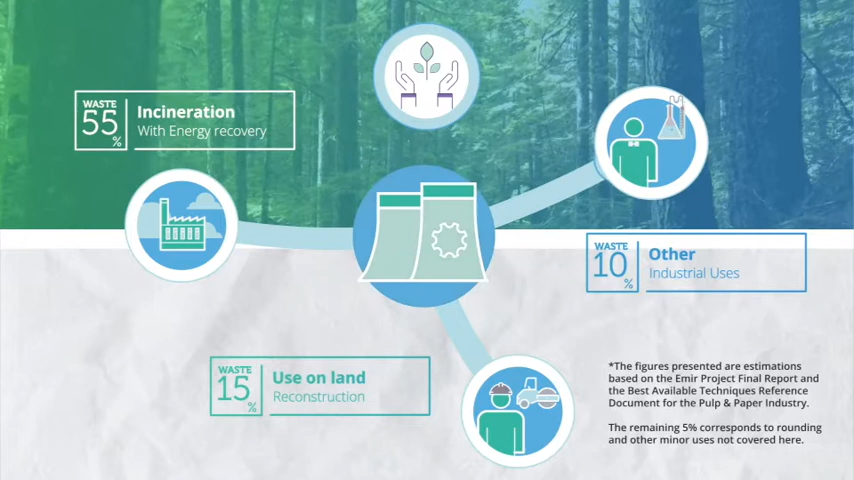 WASTE
55
%
Incineration
With Energy recovery
WASTE
10
%
Other
Industrial Uses
WASTE
15
%
Use on land
Reconstruction
*The figures presented are estimations
based on the Emir Project Final Report and
the Best Available Techniques Reference
Document for the Pulp & Paper Industry.
The remaining 5% corresponds to rounding
and other minor uses not covered here.